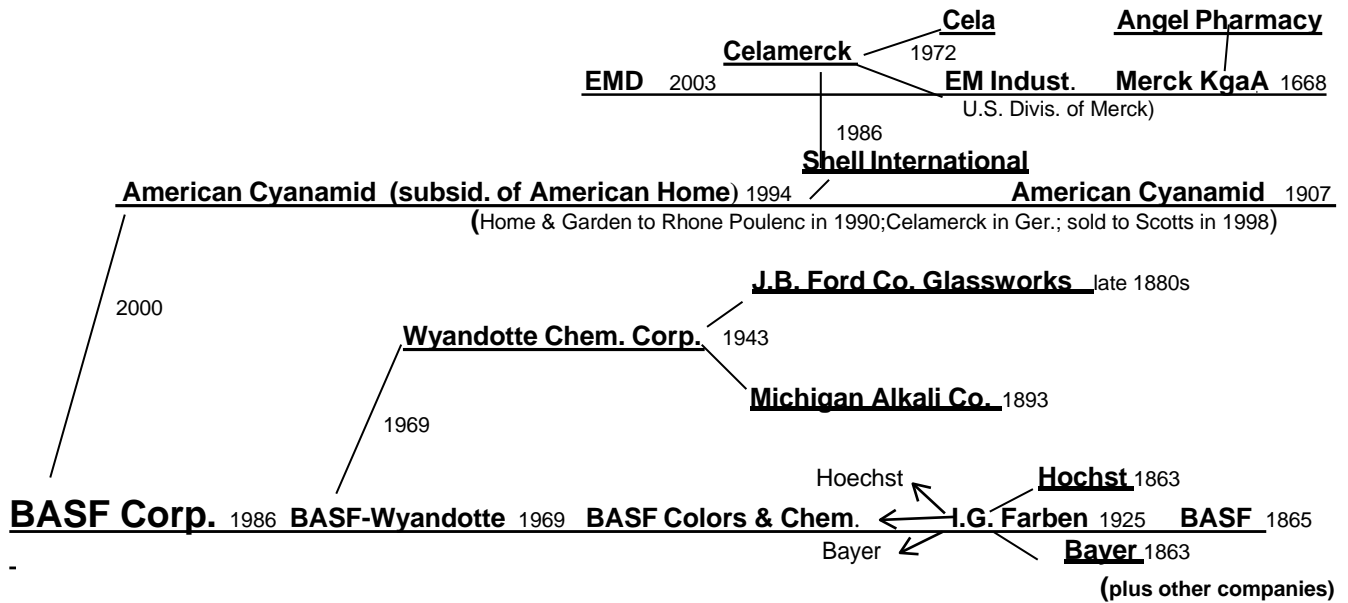 Cela Angel Pharmacy
Celamerck 1972
EMD 2003 EM Indust. Merck KgaA 1668
U.S. Divis. of Merck)
1986
Shell International
American Cyanamid (subsid. of American Home) 1994 American Cyanamid 1907
(Home & Garden to Rhone Poulenc in 1990;Celamerck in Ger.; sold to Scotts in 1998)
J.B. Ford Co. Glassworks late 1880s
2000
Wyandotte Chem. Corp. 1943
Michigan Alkali Co. 1893
1969
Hoechst Hochst 1863
BASF Corp. 1986 BASF-Wyandotte 1969 BASF Colors & Chem. I.G. Farben 1925 BASF 1865
Bayer Bayer 1863
-
(plus other companies)